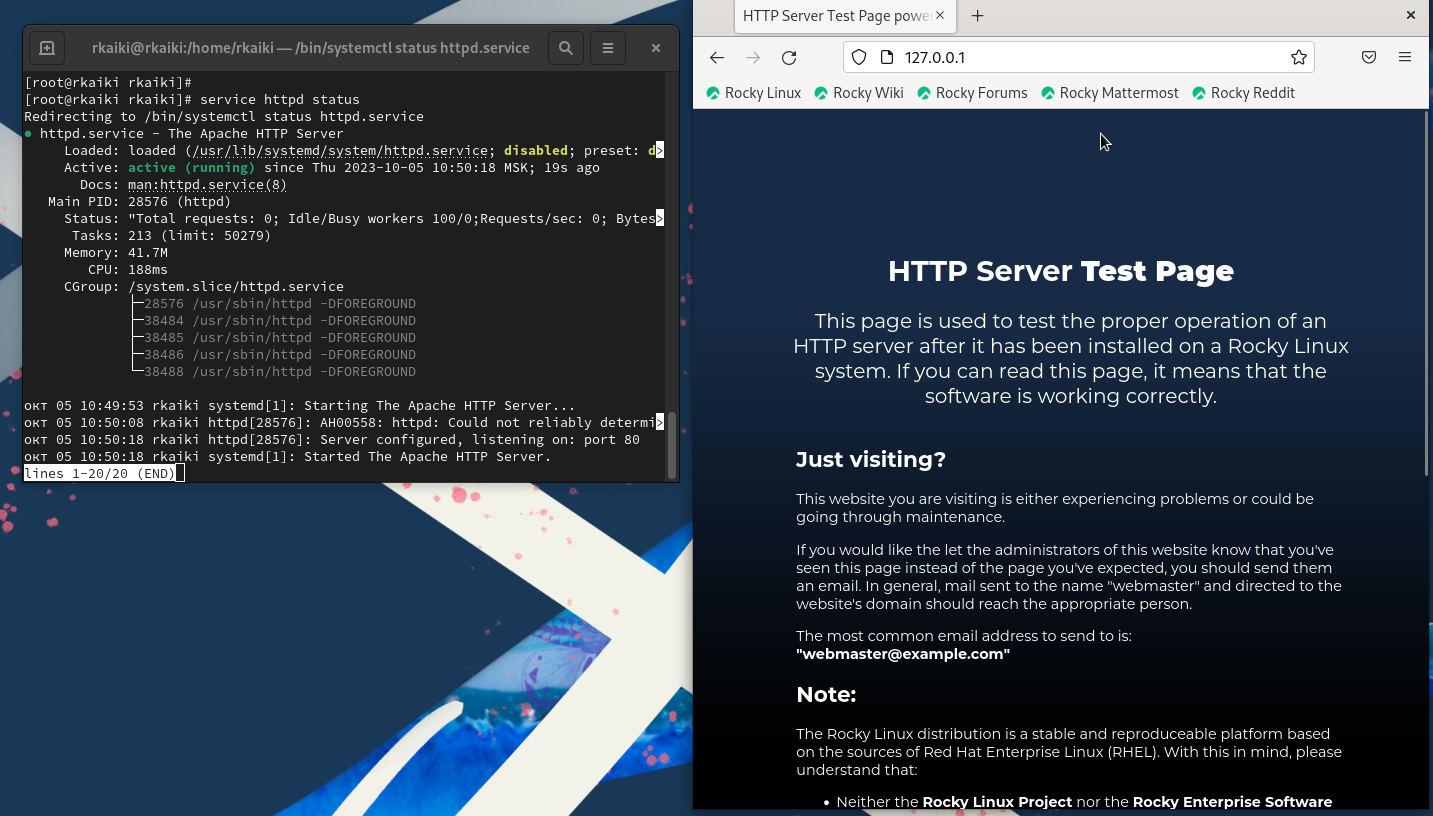 rkaiki@rkaiki:/home/rkaiki — /bin/systemctl status httpd.service
[root@rkaiki rkaiki]#
[root@rkaiki rkaiki]# service httpd status
Redirecting to /bin/systemctl status httpd.service
● httpd.service - The Apache HTTP Server
Loaded: loaded (/usr/lib/systemd/system/httpd.service; disabled; preset: d>
Active: active (running) since Thu 2023-10-05 10:50:18 MSK; 19s ago
Docs: man:httpd.service(8)
Main PID: 28576 (httpd)
Status: "Total requests: 0; Idle/Busy workers 100/0;Requests/sec: 0; Bytes>
Tasks: 213 (limit: 50279)
Memory: 41.7M
CPU: 188ms
CGroup: /system.slice/httpd.service
├─28576 /usr/sbin/httpd -DFOREGROUND
├─38484 /usr/sbin/httpd -DFOREGROUND
├─38485 /usr/sbin/httpd -DFOREGROUND
├─38486 /usr/sbin/httpd -DFOREGROUND
└─38488 /usr/sbin/httpd -DFOREGROUND
окт 05 10:49:53 rkaiki systemd[1]: Starting The Apache HTTP Server...
окт 05 10:50:08 rkaiki httpd[28576]: AH00558: httpd: Could not reliably determi>
окт 05 10:50:18 rkaiki httpd[28576]: Server configured, listening on: port 80
окт 05 10:50:18 rkaiki systemd[1]: Started The Apache HTTP Server.
lines 1-20/20 (END)
HTTP Server Test Page powe
127.0.0.1
Rocky Linux Rocky Wiki Rocky Forums Rocky Mattermost Rocky Reddit
HTTP Server Test Page
This page is used to test the proper operation of an
HTTP server after it has been installed on a Rocky Linux
system. If you can read this page, it means that the
software is working correctly.
Just visiting?
This website you are visiting is either experiencing problems or could be
going through maintenance.
If you would like the let the administrators of this website know that you've
seen this page instead of the page you've expected, you should send them
an email. In general, mail sent to the name "webmaster" and directed to the
website's domain should reach the appropriate person.
The most common email address to send to is:
"webmaster@example.com"
Note:
The Rocky Linux distribution is a stable and reproduceable platform based
on the sources of Red Hat Enterprise Linux (RHEL). With this in mind, please
understand that:
• Neither the Rocky Linux Project nor the Rocky Enterprise Software